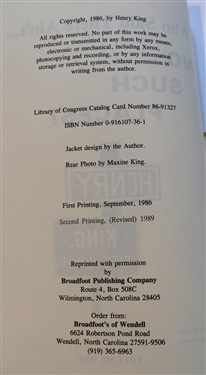 Copyright, 1986, by Henry King
All rights reserved. No part of this work may be
reproduced or transmitted in any form by any means,
electronic or mechanical, including Xerox,
photocopying and recording, or by any information
storage or retrieval system, without permission in
writing from the author.
Library of Congress Catalog Card Number 86-91327
ISBN Number 0-916107-36-1
Jacket design by the Author.
Rear Photo by Maxine King.
First Printing, September, 1986
Second Printing, (Revised) 1989
Reprinted with permission
by
Broadfoot Publishing Company
Route 4, Box 508C
Wilmington, North Carolina 28405
Order from:
Broadfoot's of Wendell
6624 Robertson Pond Road
Wendell, North Carolina 27591-9506
(919) 365-6963